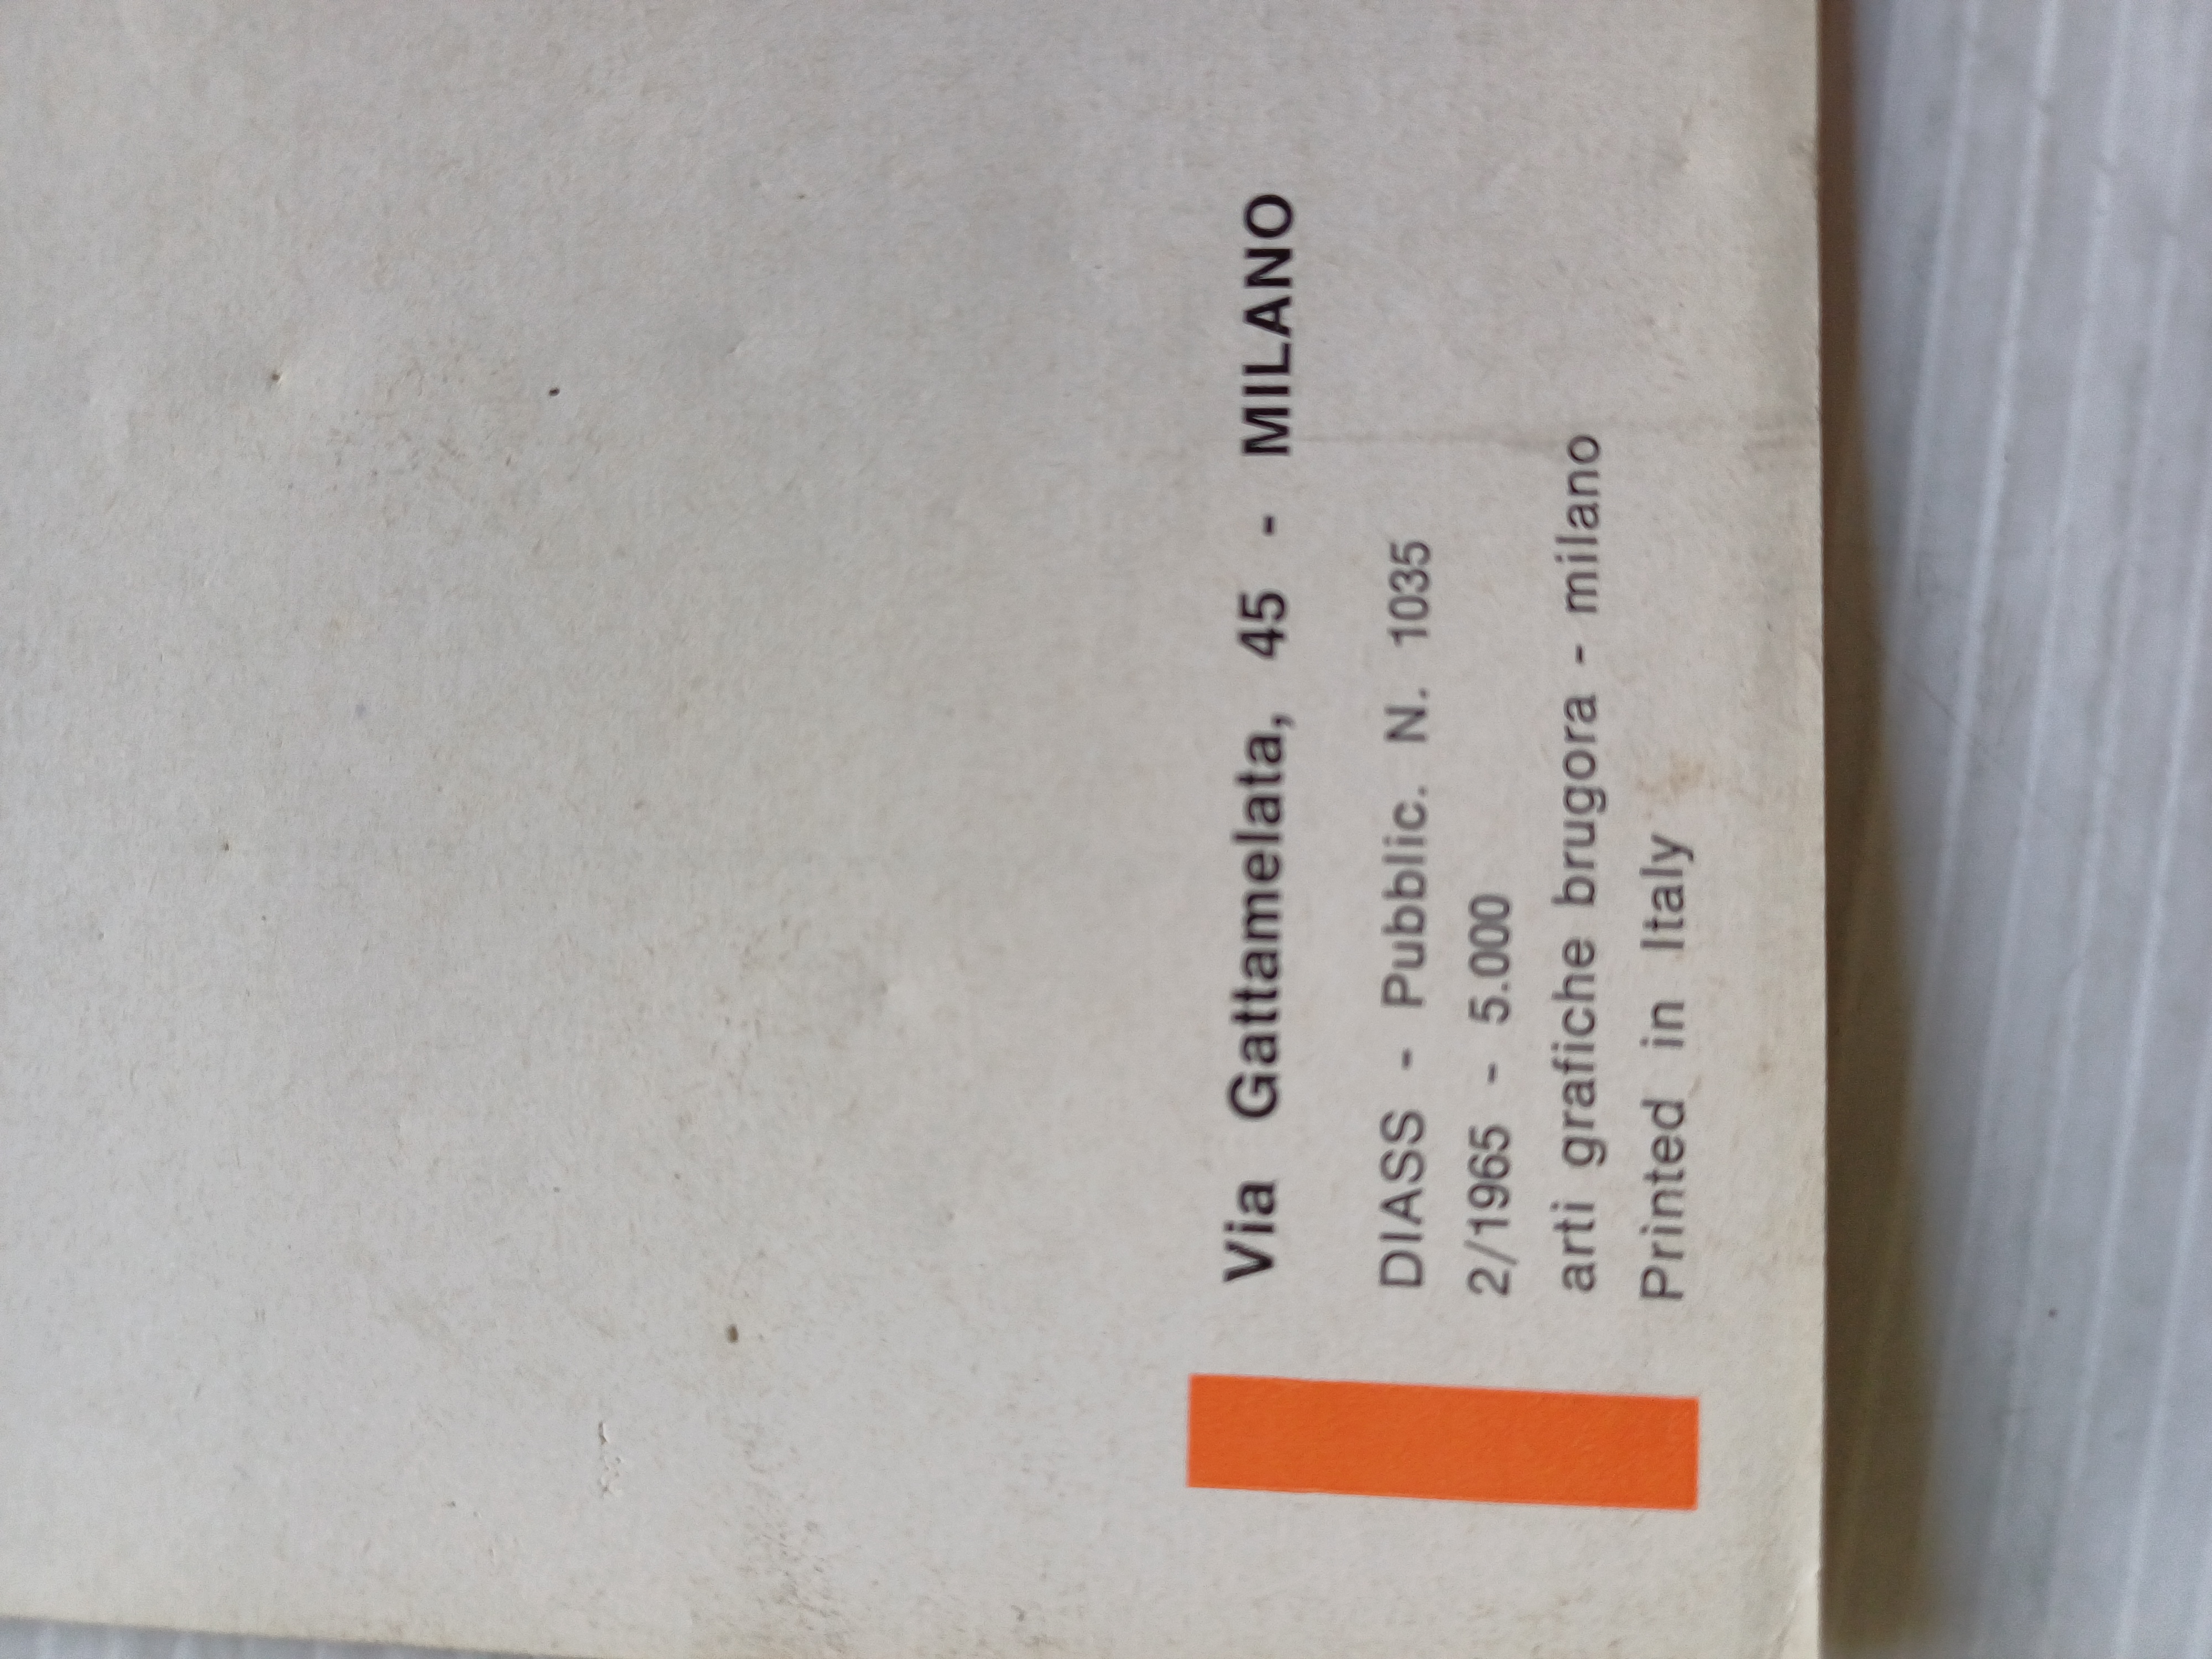 Via Gattamelata, 45 - MILANO
DIASS - Pubblic. N. 1035
2/1965 - 5.000
arti grafiche brugora - milano
Printed in Italy